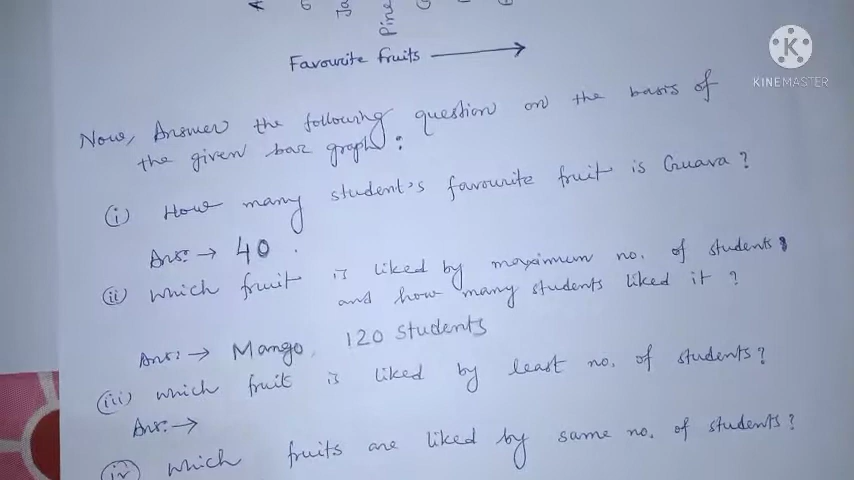 Pine
Favourite fruits
KINEMASTER
Now, Answer the following question on the basis of
the given bar graph :
(i) How many student's favourite fruit is Guava ?
Ans: → 40 .
(ii) which fruit is liked by maximum no. of students
and how many students liked it ?
Ans: → Mango, 120 students
(iii) which fruit is liked by least no. of students ?
Ans: →
(iv) which fruits are liked by same no. of students ?